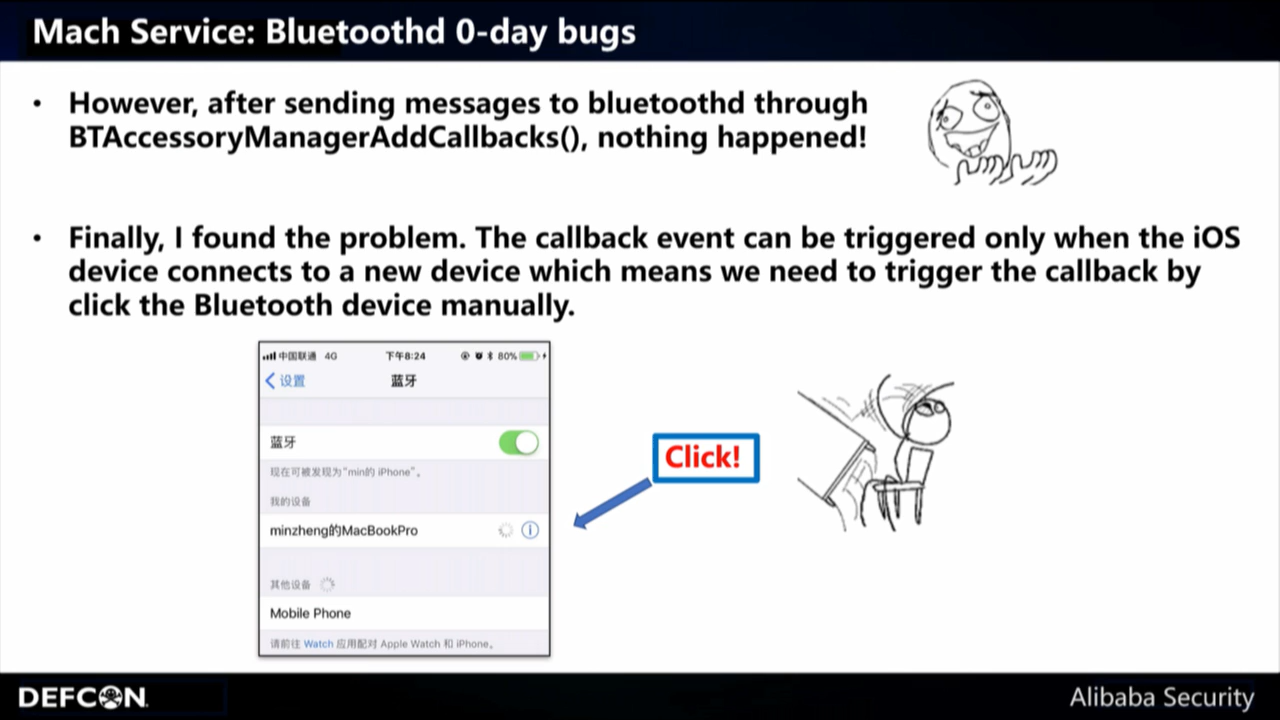 Mach Service: Bluetoothd 0-day bugs
• However, after sending messages to bluetoothd through
BTAccessoryManagerAddCallbacks(), nothing happened!
• Finally, I found the problem. The callback event can be triggered only when the iOS
device connects to a new device which means we need to trigger the callback by
click the Bluetooth device manually.
中国联通 4G 下午8:24 80%
设置 蓝牙
蓝牙
现在可被发现为“min的 iPhone”。
我的设备
minzheng的MacBookPro
其他设备
Mobile Phone
请前往 Watch 应用配对 Apple Watch 和 iPhone。
Click!
DEFCON
Alibaba Security